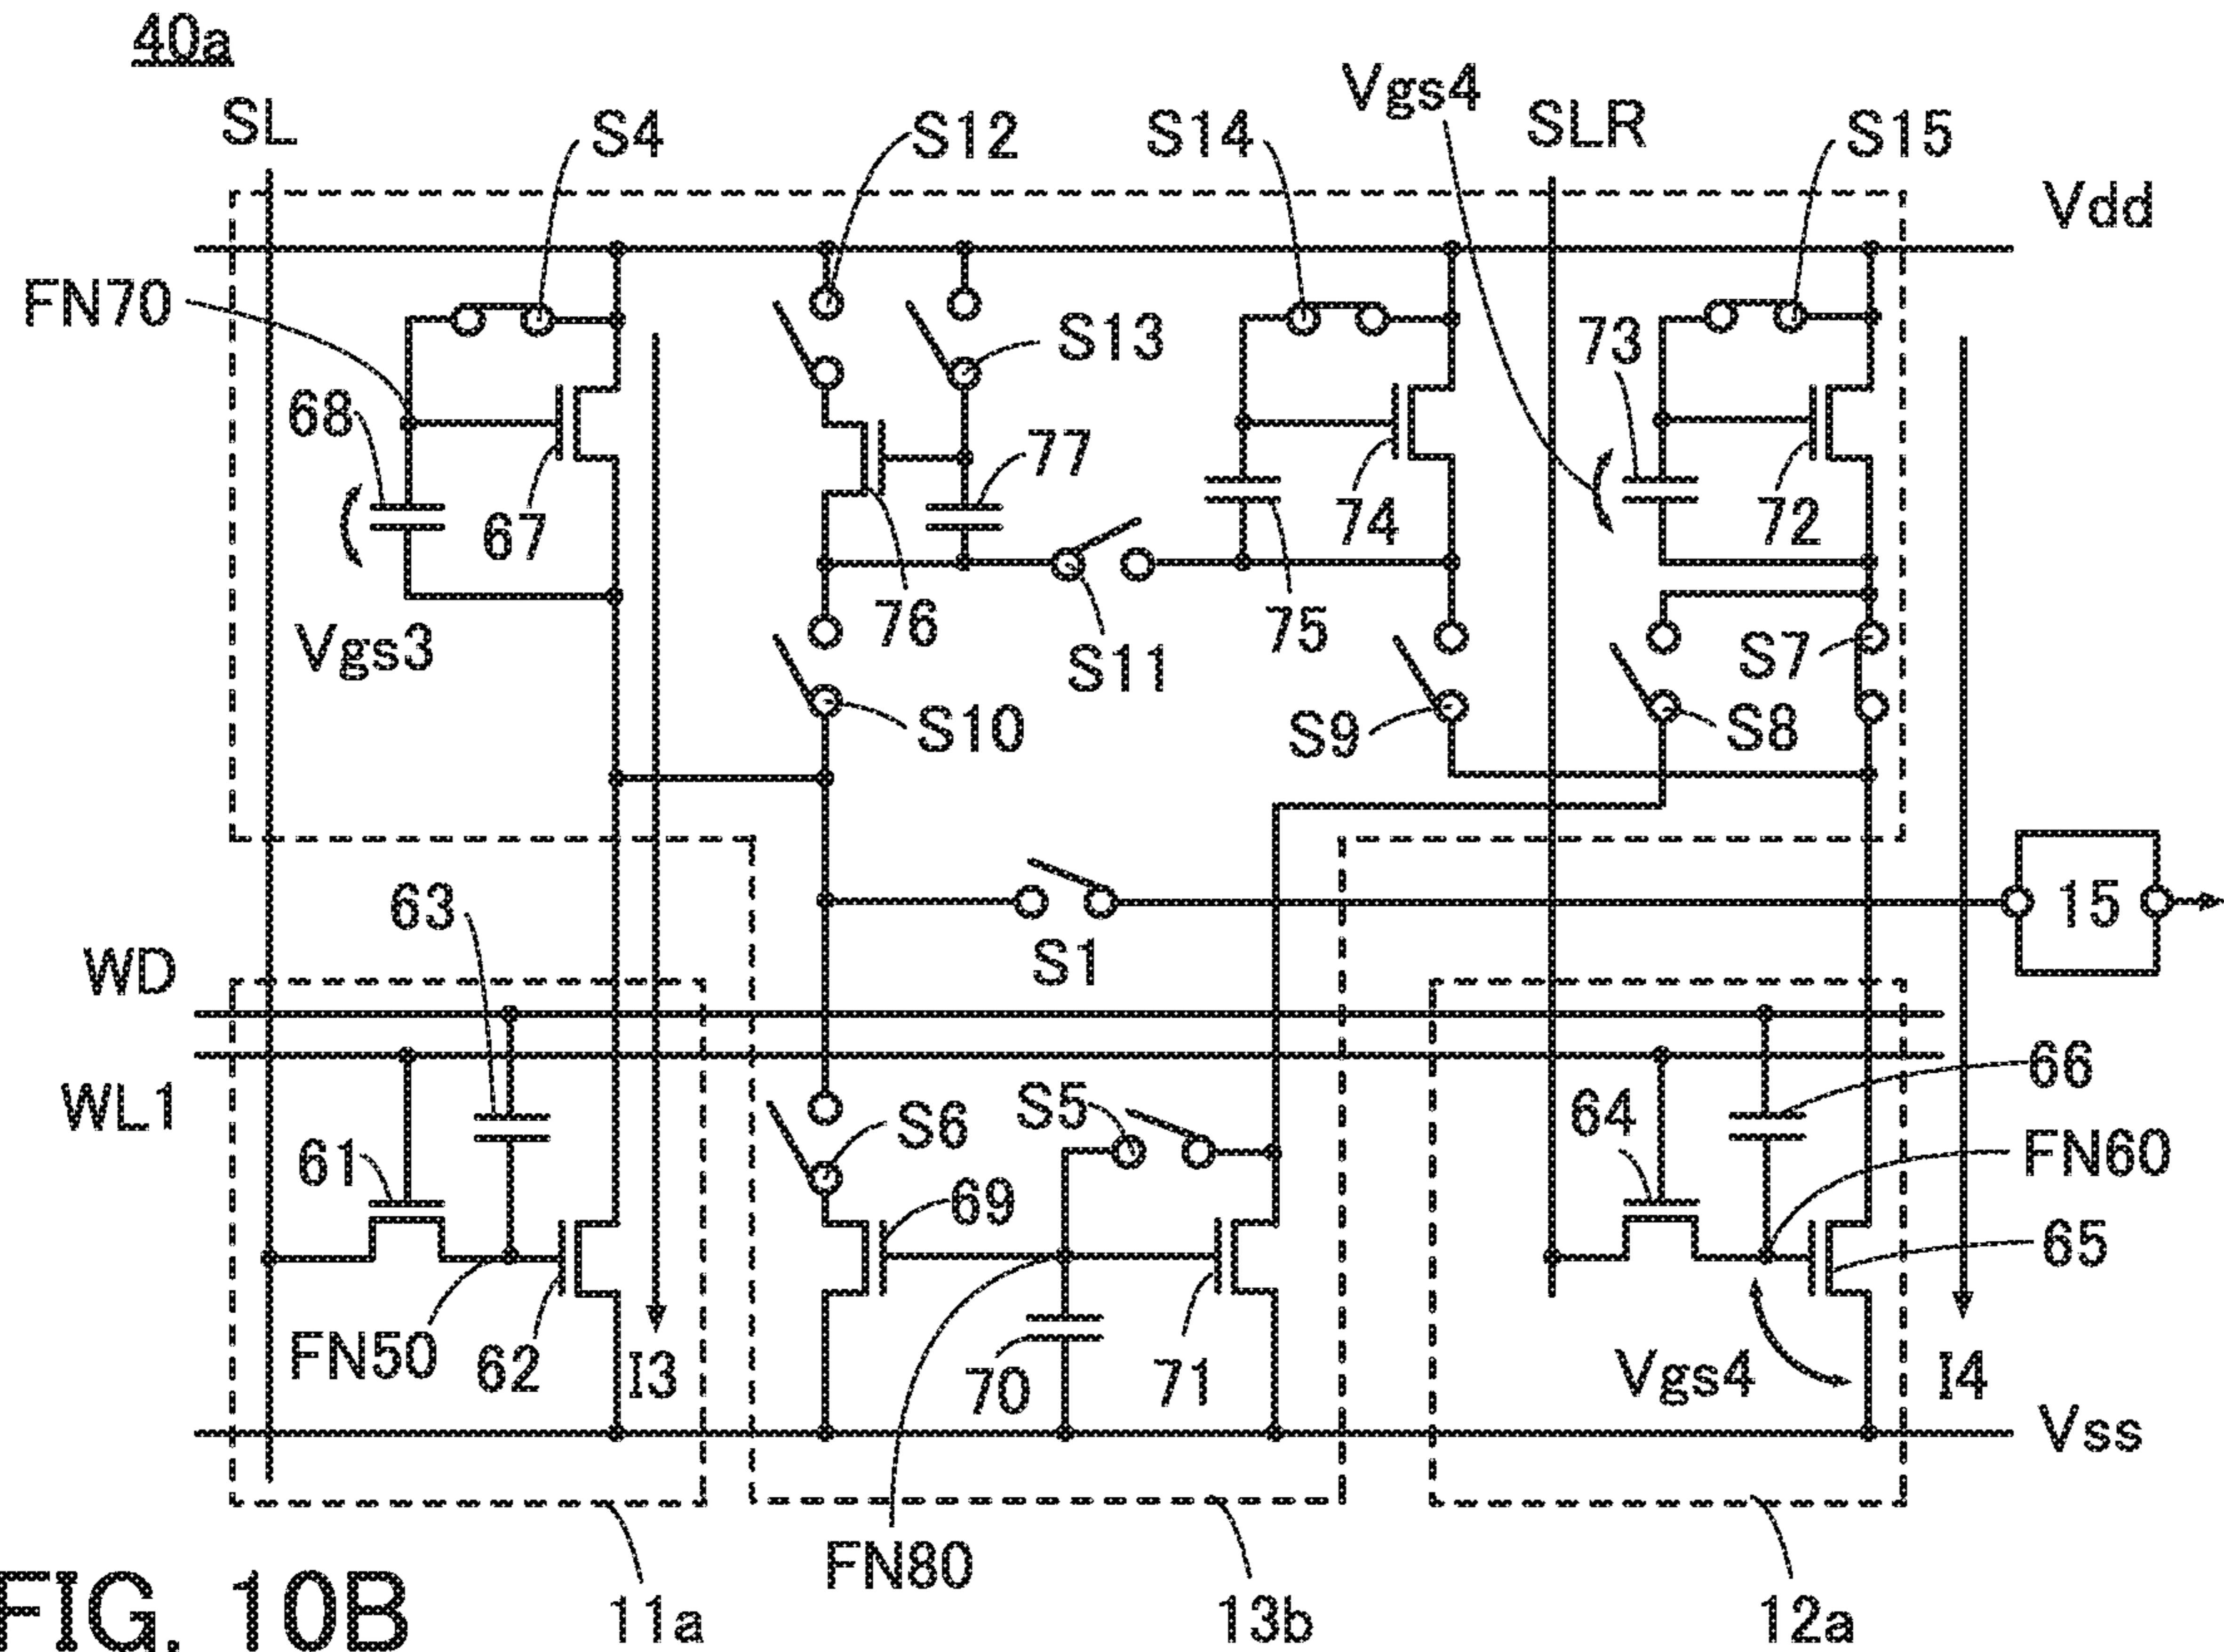 40a
SL
S4
S12
S14
Vgs4
SLR
S15
Vdd
FN70
S13
73
68
77
67
74
72
76
75
Vgs3
S11
S7
S10
S9
S8
63
15
S1
WD
WL1
66
S5
64
S6
61
FN60
69
65
FN50
62
I3
70
71
Vgs4
I4
Vss
FN80
FIG. 10B
11a
13b
12a